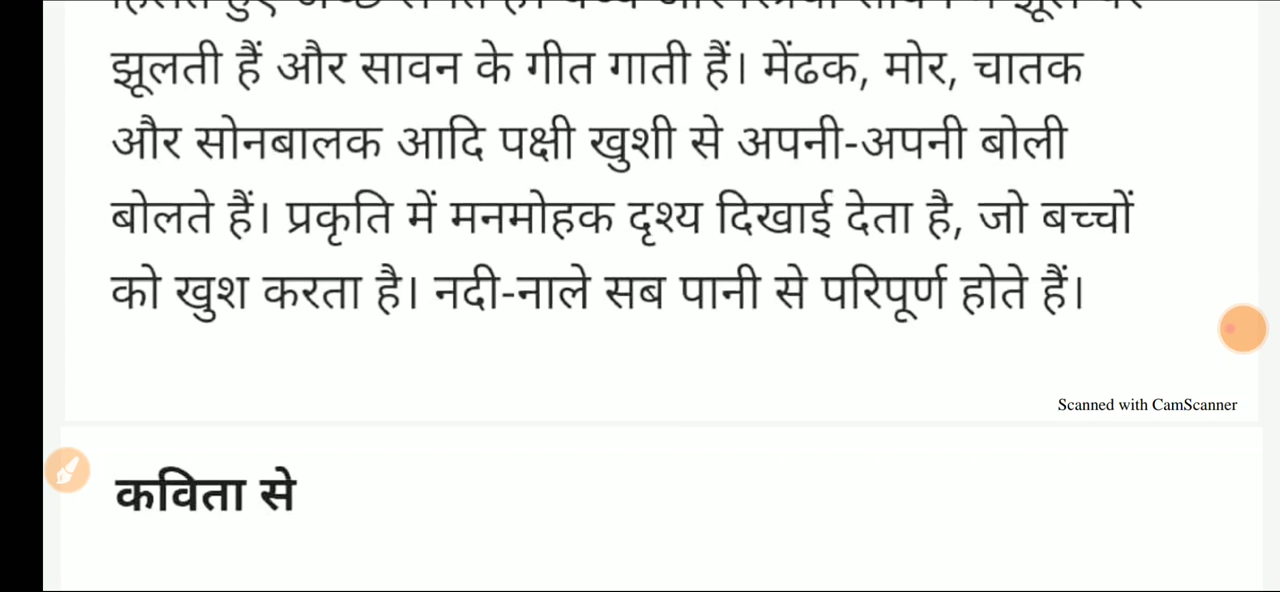 झूलती हैं और सावन के गीत गाती हैं। मेंढक, मोर, चातक
और सोनबालक आदि पक्षी खुशी से अपनी-अपनी बोली
बोलते हैं। प्रकृति में मनमोहक दृश्य दिखाई देता है, जो बच्चों
को खुश करता है। नदी-नाले सब पानी से परिपूर्ण होते हैं।
Scanned with CamScanner
कविता से